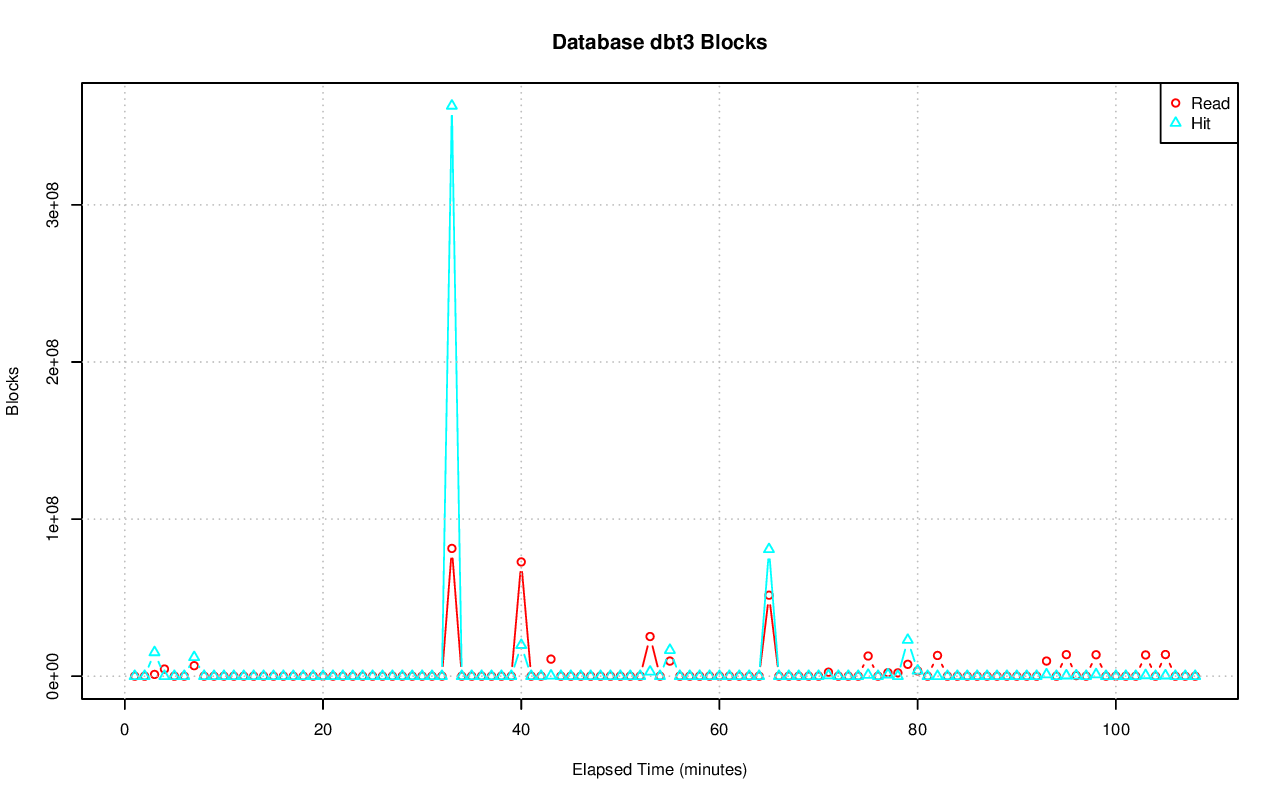 Database dbt3 Blocks
Read
Hit
3e+08
2e+08
1e+08
0e+00
Blocks
0 20 40 60 80 100
Elapsed Time (minutes)